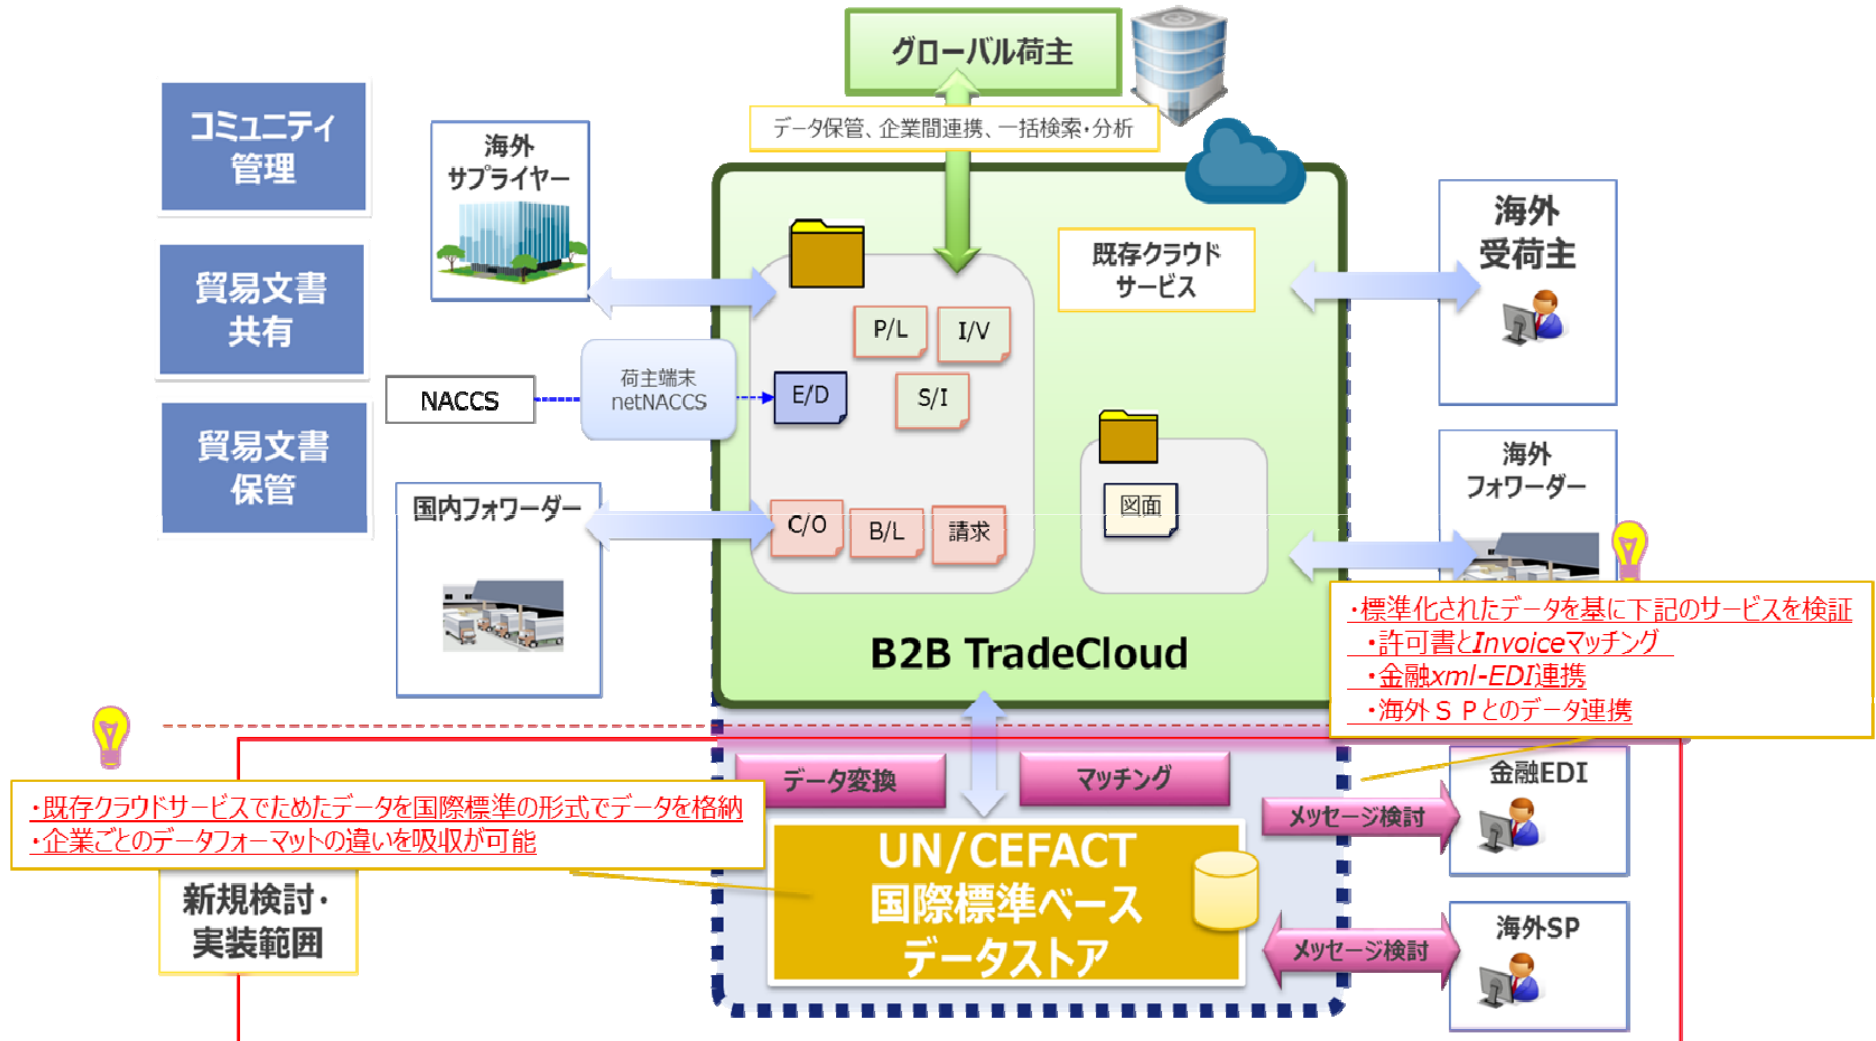 グローバル荷主
データ保管、企業間連携、一括検索・分析
コミュニティ
管理
貿易文書
共有
貿易文書
保管
海外
サプライヤー
NACCS
荷主端末
netNACCS
国内フォワーダー
P/L
I/V
E/D
S/I
C/O
B/L
請求
既存クラウド
サービス
図面
B2B TradeCloud
海外
受荷主
海外
フォワーダー
・標準化されたデータを基に下記のサービスを検証
・許可書とInvoiceマッチング
・金融xml-EDI連携
・海外ＳＰとのデータ連携
データ変換
マッチング
・既存クラウドサービスでためたデータを国際標準の形式でデータを格納
・企業ごとのデータフォーマットの違いを吸収が可能
新規検討・
実装範囲
UN/CEFACT
国際標準ベース
データストア
メッセージ検討
金融EDI
メッセージ検討
海外SP